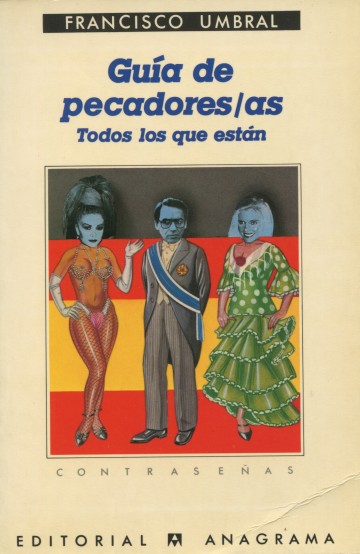 FRANCISCO UMBRAL
Guía de
pecadores/as
Todos los que están
CONTRASEÑAS
EDITORIAL ANAGRAMA